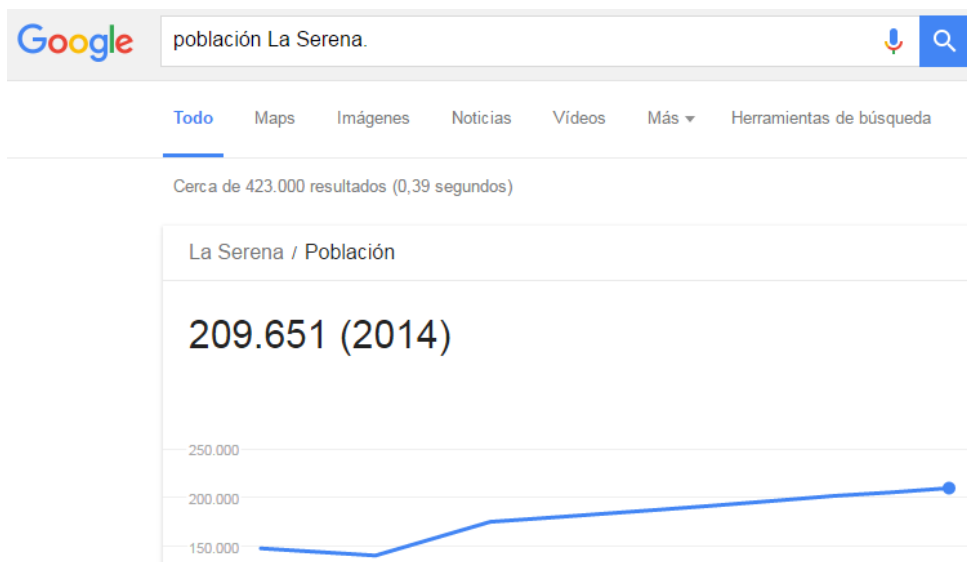 Google población La Serena.
Todo Maps Imágenes Noticias Vídeos Más Herramientas de búsqueda
Cerca de 423.000 resultados (0,39 segundos)
La Serena / Población
209.651 (2014)
250.000
200.000
150.000